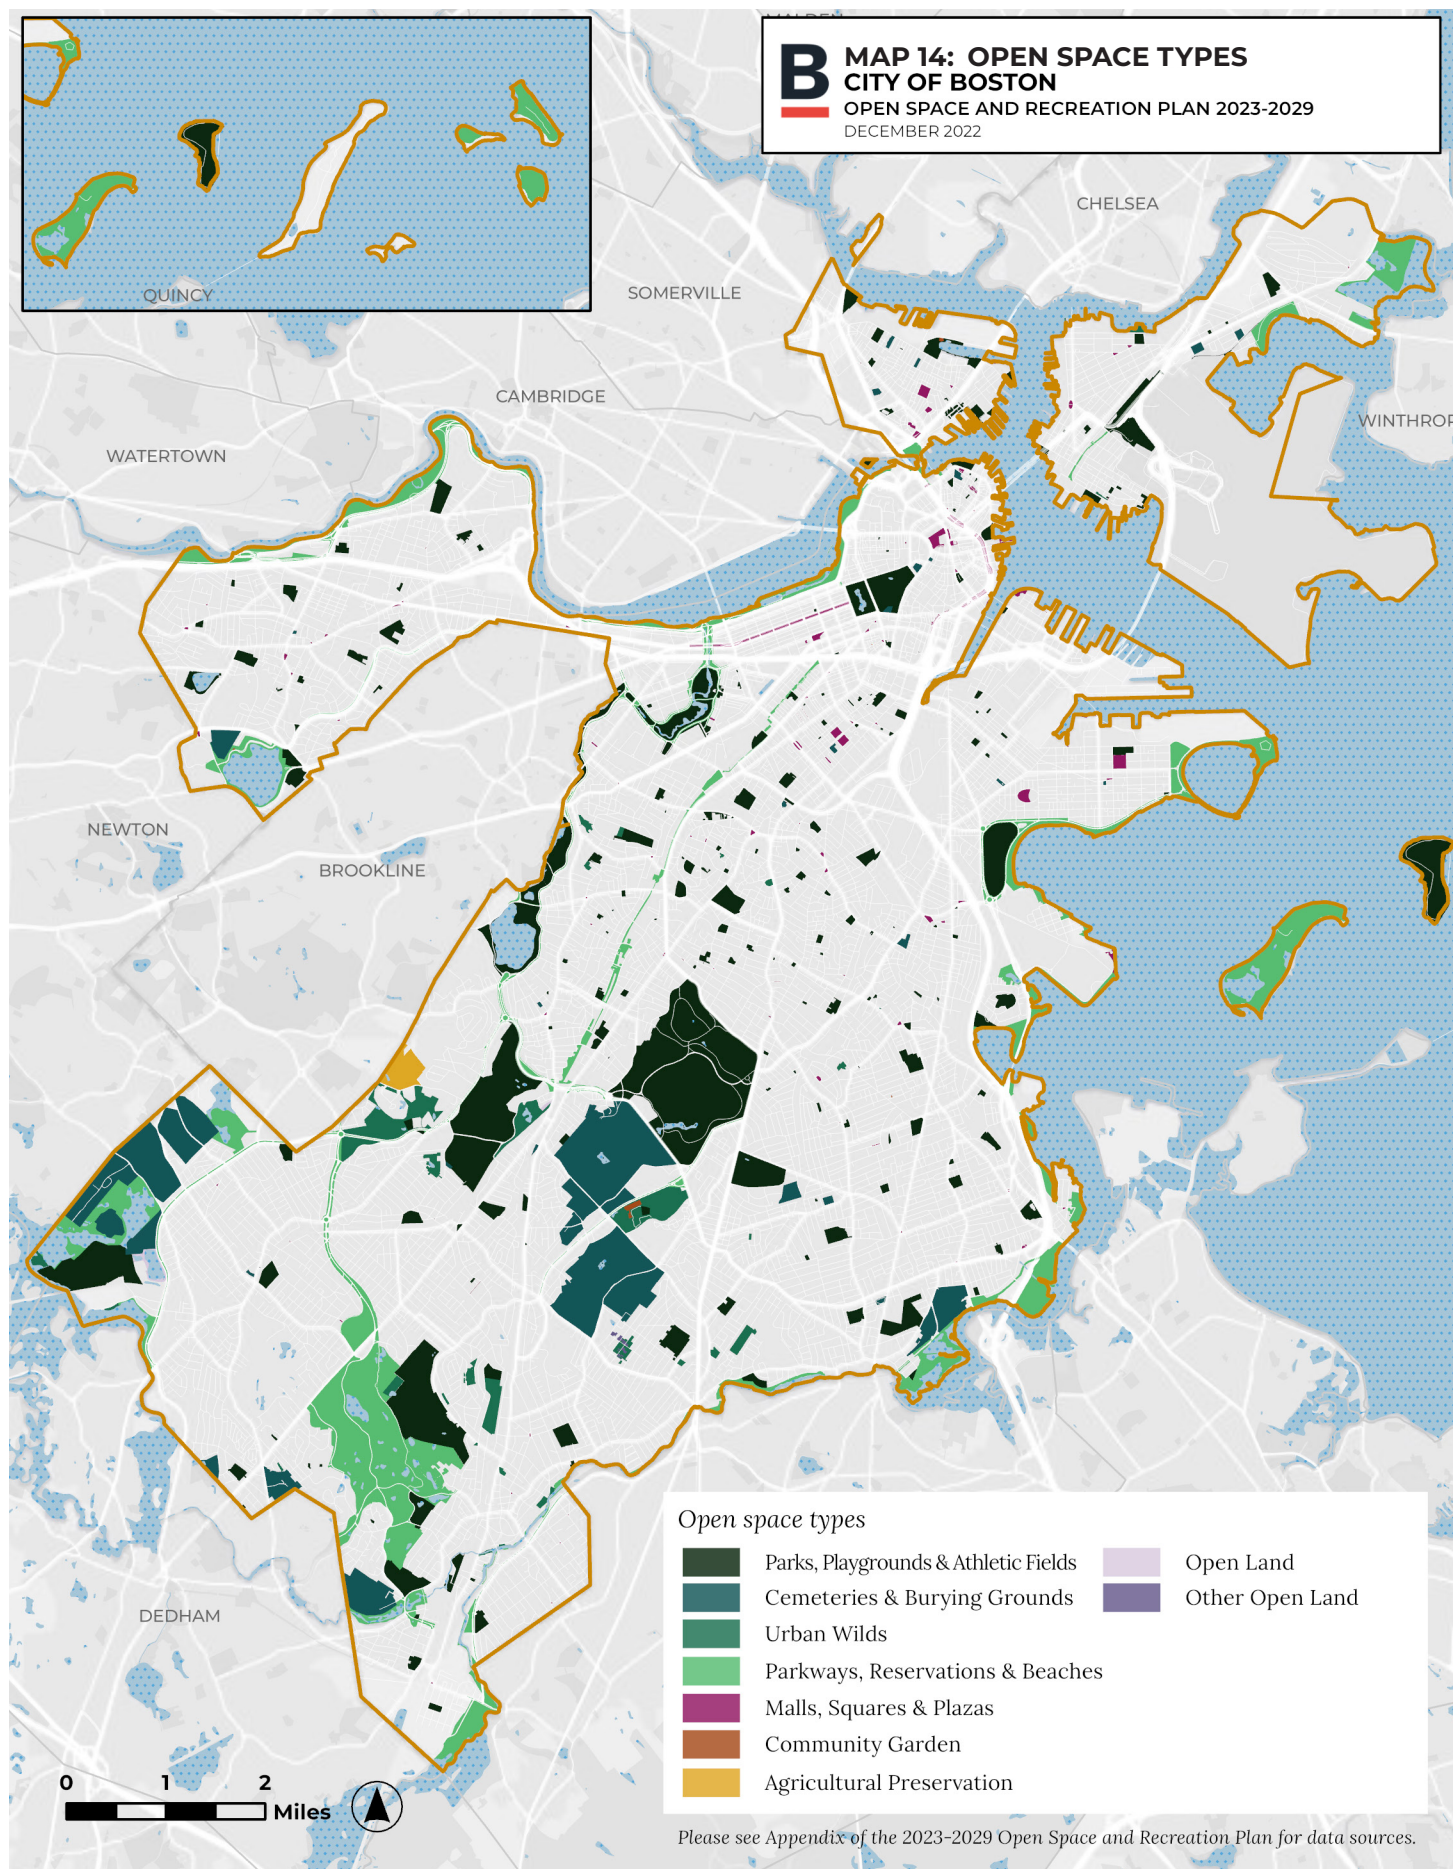 MALDEN
B
MAP 14: OPEN SPACE TYPES
CITY OF BOSTON
OPEN SPACE AND RECREATION PLAN 2023-2029
DECEMBER 2022
QUINCY
CHELSEA
SOMERVILLE
CAMBRIDGE
WINTHROP
WATERTOWN
NEWTON
BROOKLINE
DEDHAM
Open space types
Parks, Playgrounds & Athletic Fields
Cemeteries & Burying Grounds
Urban Wilds
Parkways, Reservations & Beaches
Malls, Squares & Plazas
Community Garden
Agricultural Preservation
Open Land
Other Open Land
0 1 2
Miles
Please see Appendix of the 2023-2029 Open Space and Recreation Plan for data sources.